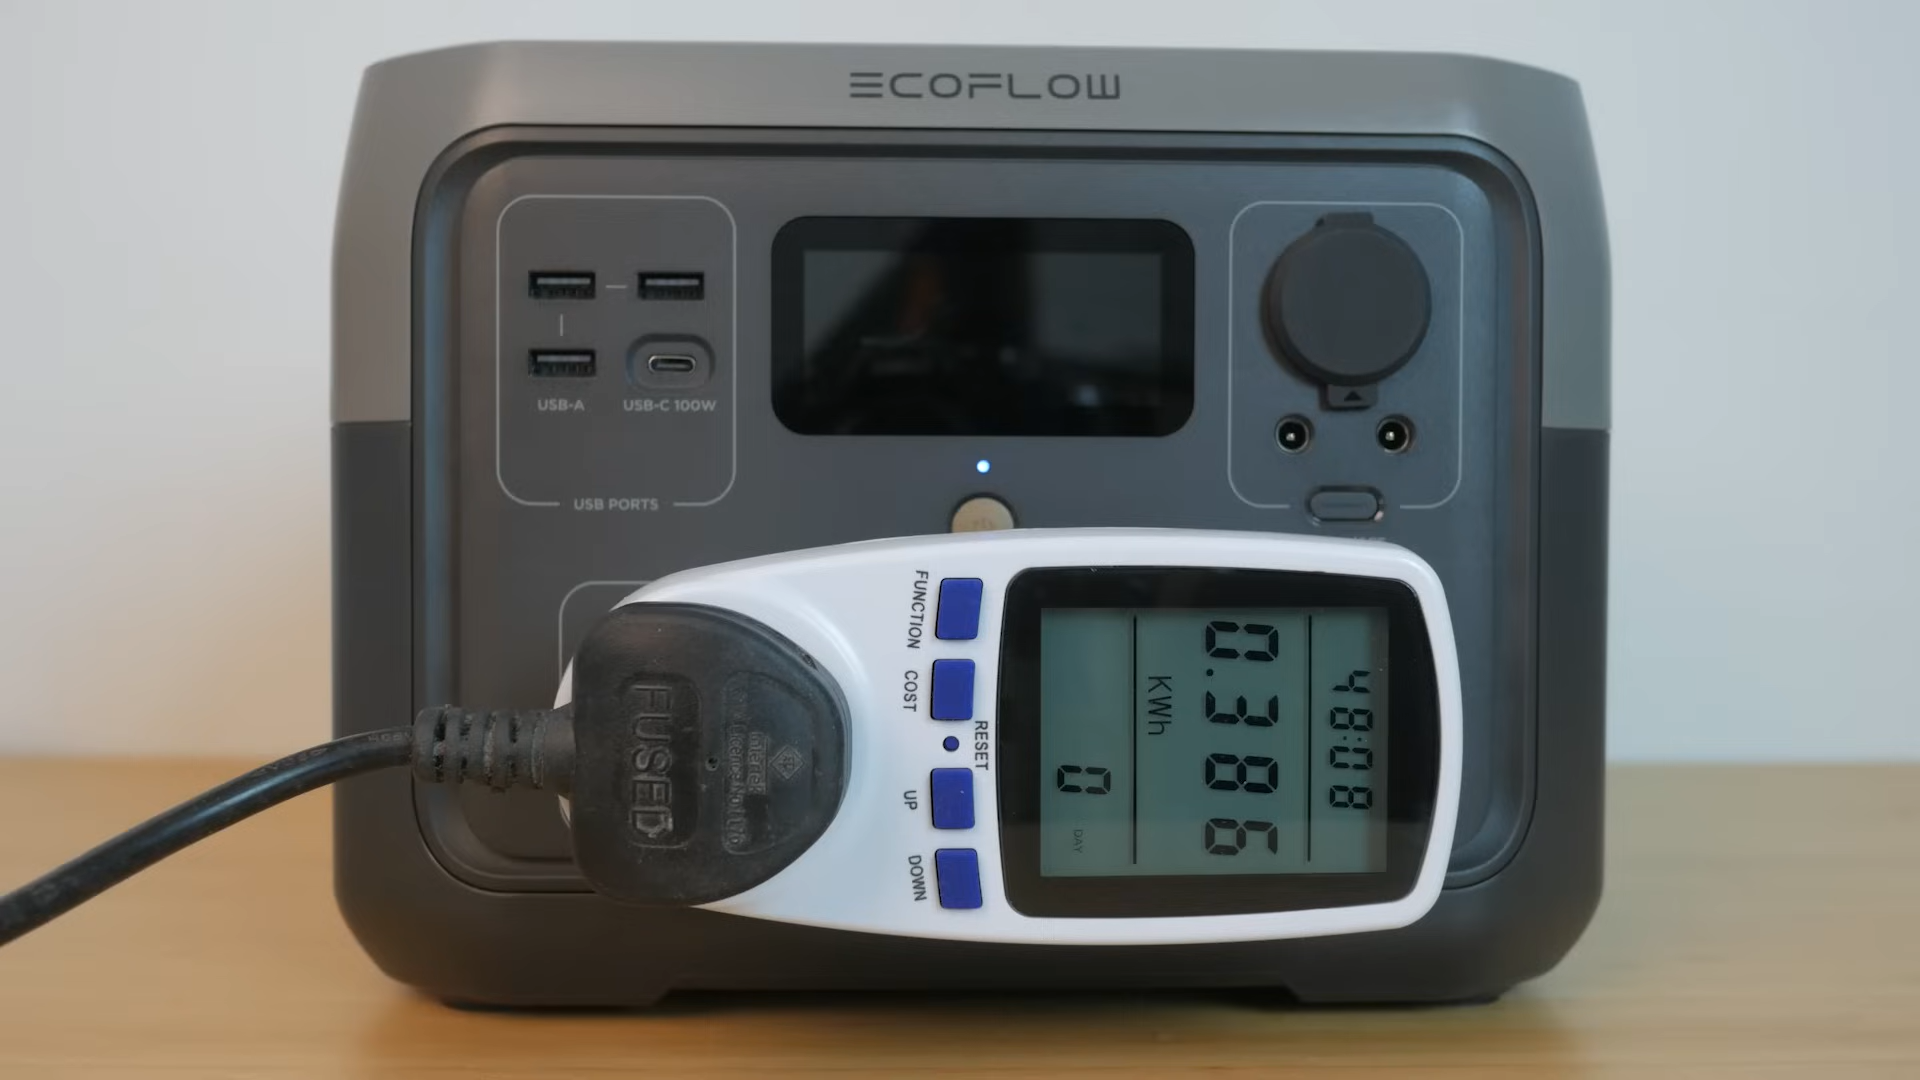 ECOFLOW
USB-A
USB-C 100W
USB PORTS
FUNCTION
COST
RESET
UP
DOWN
48:08
0.386
KWh
0
DAY
FUSED
Intertek